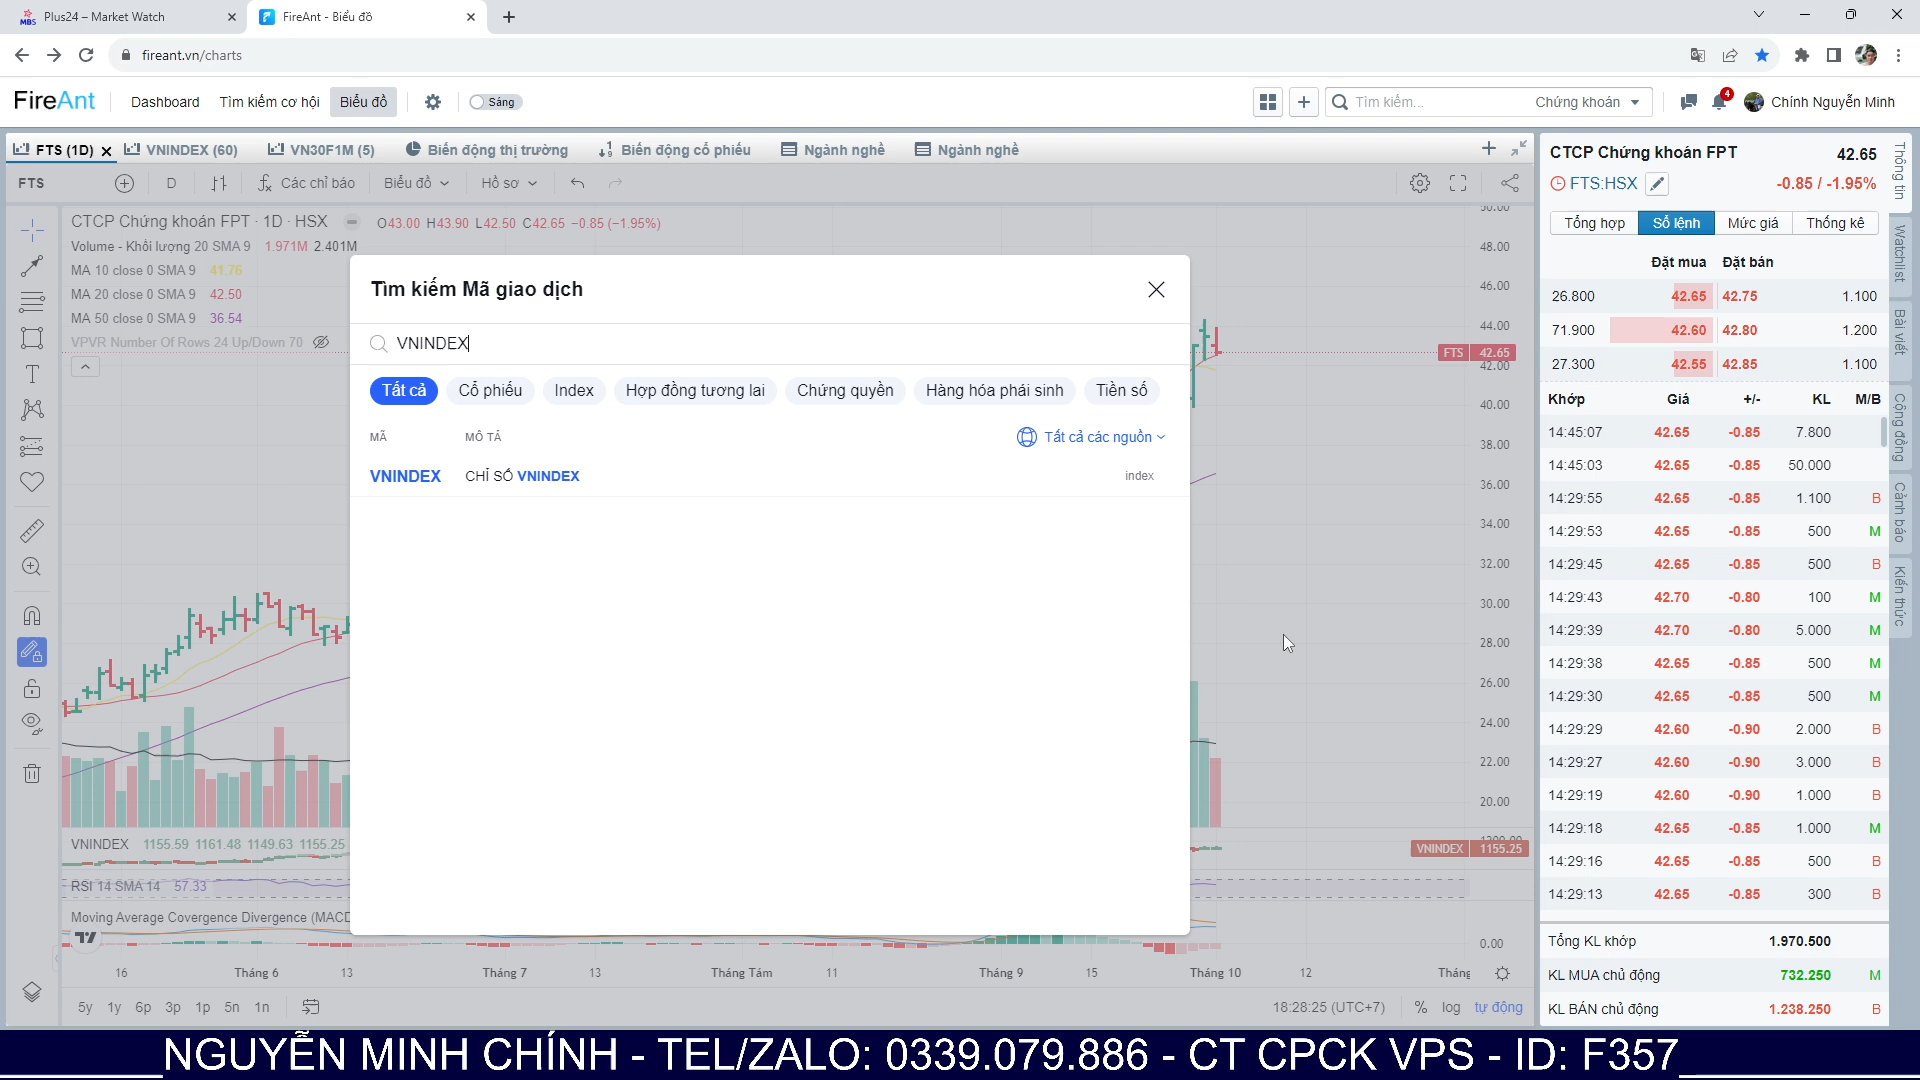 Plus24 – Market Watch
FireAnt - Biểu đồ
fireant.vn/charts
FireAnt
Dashboard
Tìm kiếm cơ hội
Biểu đồ
Sáng
Tìm kiếm...
Chứng khoán
4
Chính Nguyễn Minh
FTS (1D)
VNINDEX (60)
VN30F1M (5)
Biến động thị trường
Biến động cổ phiếu
Ngành nghề
Ngành nghề
FTS
D
Các chỉ báo
Biểu đồ
Hồ sơ
CTCP Chứng khoán FPT · 1D · HSX
O43.00 H43.90 L42.50 C42.65 −0.85 (−1.95%)
Volume - Khối lượng 20 SMA 9 1.971M 2.401M
MA 10 close 0 SMA 9 41.76
MA 20 close 0 SMA 9 42.50
MA 50 close 0 SMA 9 36.54
VPVR Number Of Rows 24 Up/Down 70
Tìm kiếm Mã giao dịch
VNINDEX
Tất cả
Cổ phiếu
Index
Hợp đồng tương lai
Chứng quyền
Hàng hóa phái sinh
Tiền số
MÃ
MÔ TẢ
Tất cả các nguồn
VNINDEX
CHỈ SỐ VNINDEX
index
50.00
48.00
46.00
44.00
FTS 42.65
42.00
40.00
38.00
36.00
34.00
32.00
30.00
28.00
26.00
24.00
22.00
20.00
1200.00
VNINDEX 1155.59 1161.48 1149.63 1155.25
VNINDEX 1155.25
RSI 14 SMA 14 57.33
Moving Average Covergence Divergence (MACD
0.00
16
Tháng 6
13
Tháng 7
13
Tháng Tám
11
Tháng 9
15
Tháng 10
12
Tháng
5y 1y 6p 3p 1p 5n 1n
18:28:25 (UTC+7)
% log tự động
CTCP Chứng khoán FPT 42.65
FTS:HSX -0.85 / -1.95%
Tổng hợp
Sổ lệnh
Mức giá
Thống kê
Đặt mua Đặt bán
26.800 42.65 42.75 1.100
71.900 42.60 42.80 1.200
27.300 42.55 42.85 1.100
Khớp Giá +/- KL M/B
14:45:07 42.65 -0.85 7.800
14:45:03 42.65 -0.85 50.000
14:29:55 42.65 -0.85 1.100 B
14:29:53 42.65 -0.85 500 M
14:29:45 42.65 -0.85 500 B
14:29:43 42.70 -0.80 100 M
14:29:39 42.70 -0.80 5.000 M
14:29:38 42.65 -0.85 500 M
14:29:30 42.65 -0.85 500 M
14:29:29 42.60 -0.90 2.000 B
14:29:27 42.60 -0.90 3.000 B
14:29:19 42.60 -0.90 1.000 B
14:29:18 42.65 -0.85 1.000 M
14:29:16 42.65 -0.85 500 B
14:29:13 42.65 -0.85 300 B
Tổng KL khớp 1.970.500
KL MUA chủ động 732.250 M
KL BÁN chủ động 1.238.250 B
Thông tin
Watchlist
Bài viết
Cộng đồng
Cảnh báo
Kiến thức
NGUYỄN MINH CHÍNH - TEL/ZALO: 0339.079.886 - CT CPCK VPS - ID: F357